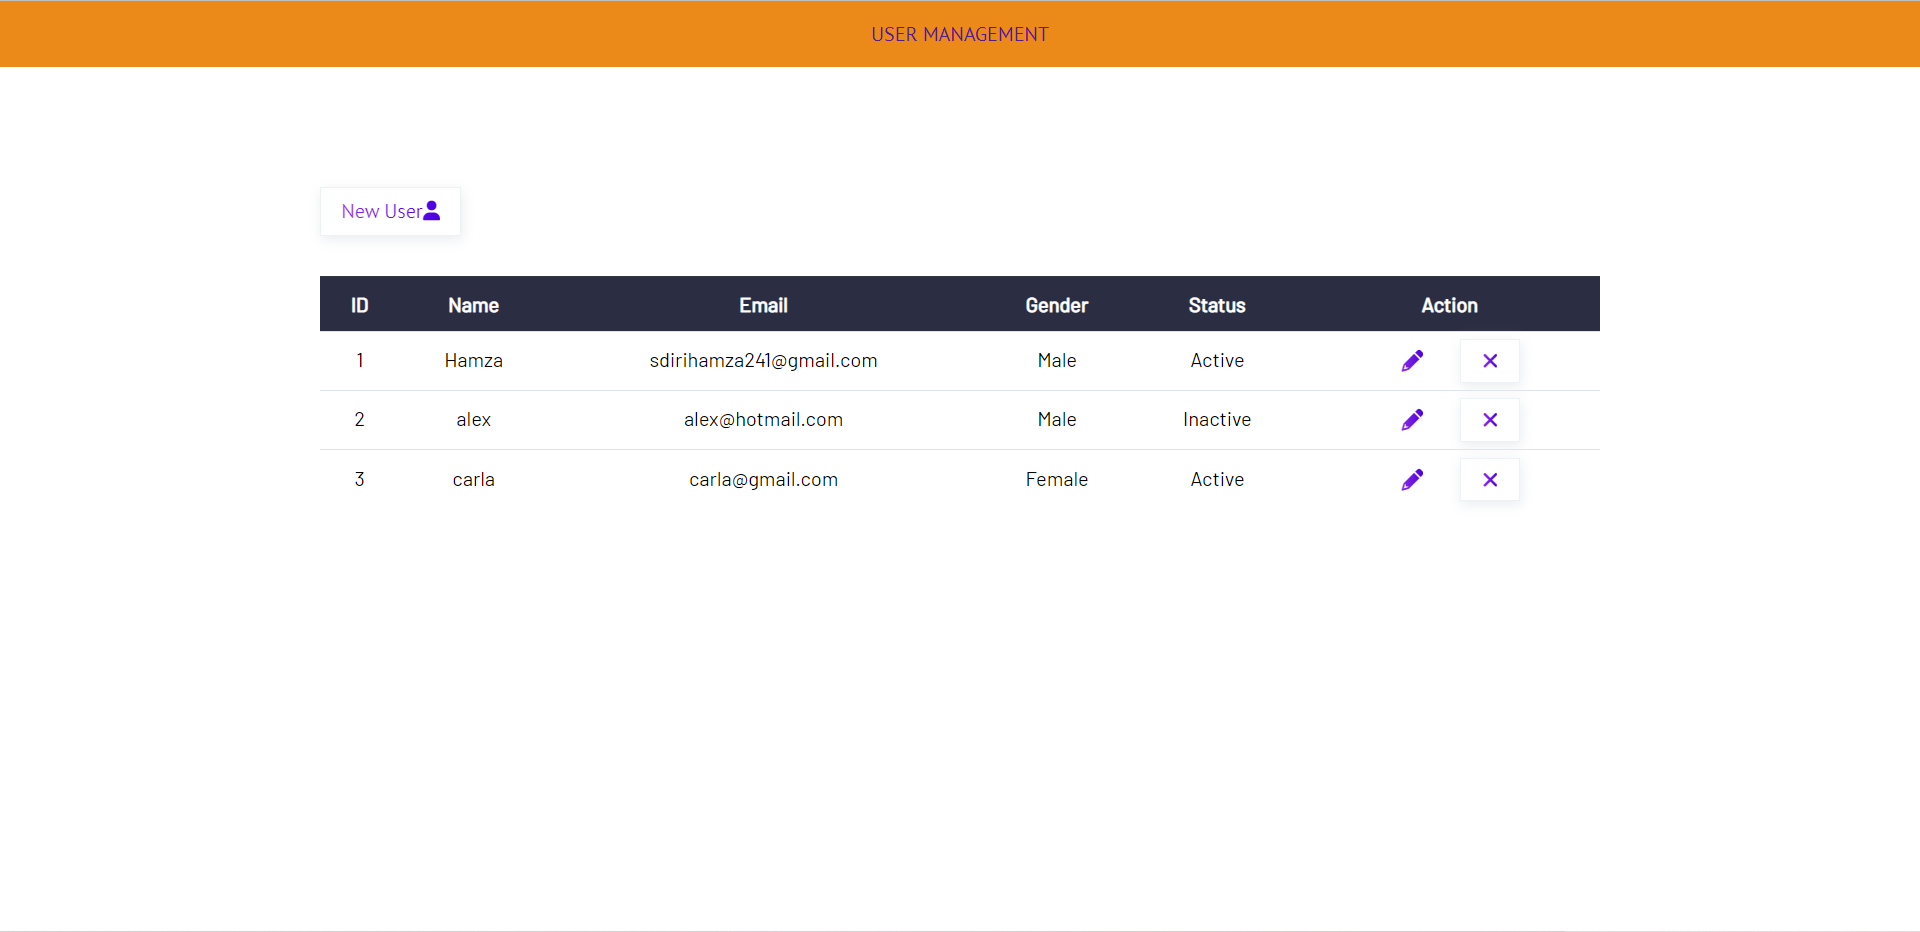 USER MANAGEMENT
New User
ID Name Email Gender Status Action
1 Hamza sdirihamza241@gmail.com Male Active
2 alex alex@hotmail.com Male Inactive
3 carla carla@gmail.com Female Active